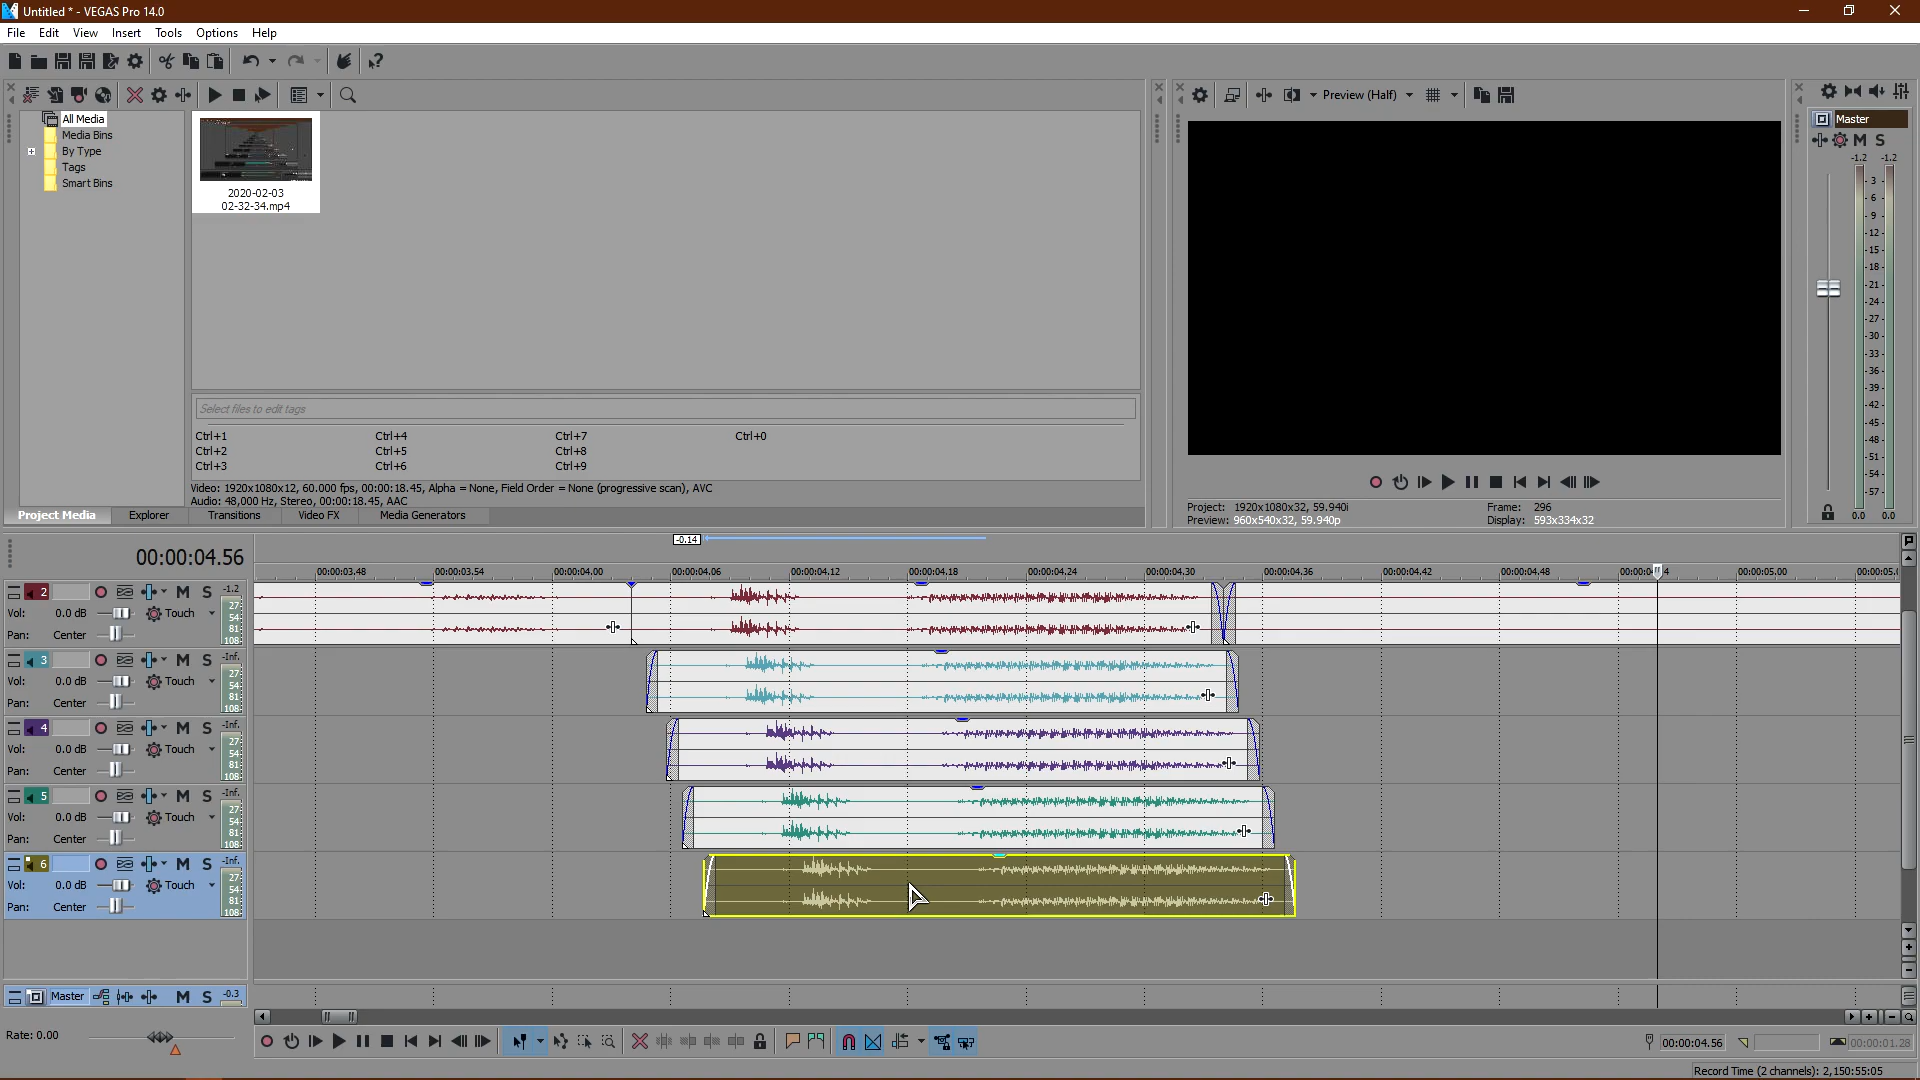 Untitled * - VEGAS Pro 14.0
File Edit View Insert Tools Options Help
Preview (Half)
All Media
Media Bins
By Type
Tags
Smart Bins
2020-02-03
02-32-34.mp4
Select files to edit tags
Ctrl+1 Ctrl+4 Ctrl+7 Ctrl+0
Ctrl+2 Ctrl+5 Ctrl+8
Ctrl+3 Ctrl+6 Ctrl+9
Video: 1920x1080x12, 60.000 fps, 00:00:18.45, Alpha = None, Field Order = None (progressive scan), AVC
Audio: 48,000 Hz, Stereo, 00:00:18.45, AAC
Project Media Explorer Transitions Video FX Media Generators
Project: 1920x1080x32, 59.940i Frame: 296
Preview: 960x540x32, 59.940p Display: 593x334x32
Master
M S
-1.2 -1.2
- 3 -
- 6 -
- 9 -
-12-
-15-
-18-
-21-
-24-
-27-
-30-
-33-
-36-
-39-
-42-
-45-
-48-
-51-
-54-
-57-
0.0 0.0
00:00:04.56
-0.14
00:00:03.48 00:00:03.54 00:00:04.00 00:00:04.06 00:00:04.12 00:00:04.18 00:00:04.24 00:00:04.30 00:00:04.36 00:00:04.42 00:00:04.48 00:00:0 4 00:00:05.00 00:00:05.0
2 M S -1.2
Vol: 0.0 dB Touch
Pan: Center
27
54
81
108
3 M S -Inf.
Vol: 0.0 dB Touch
Pan: Center
27
54
81
108
4 M S -Inf.
Vol: 0.0 dB Touch
Pan: Center
27
54
81
108
5 M S -Inf.
Vol: 0.0 dB Touch
Pan: Center
27
54
81
108
6 M S -Inf.
Vol: 0.0 dB Touch
Pan: Center
27
54
81
108
Master M S -0.3
Rate: 0.00
00:00:04.56 00:00:01.28
Record Time (2 channels): 2,150:55:05